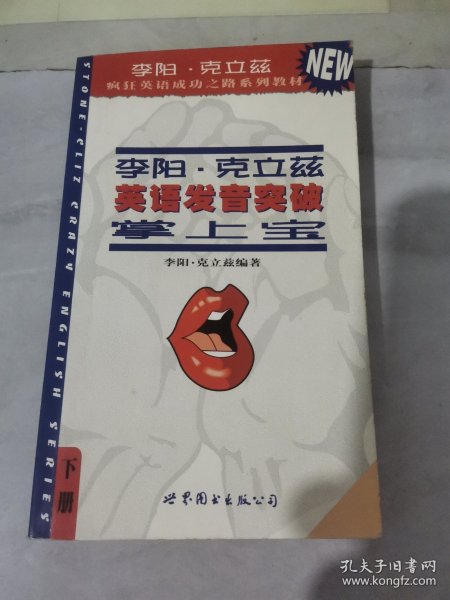 李阳·克立兹
疯狂英语成功之路系列教材
NEW
STONE-CLIZ CRAZY ENGLISH SERIES
李阳·克立兹
英语发音突破
掌上宝
李阳·克立兹编著
下册
世界图书出版公司
孔夫子旧书网
www.kongfz.com